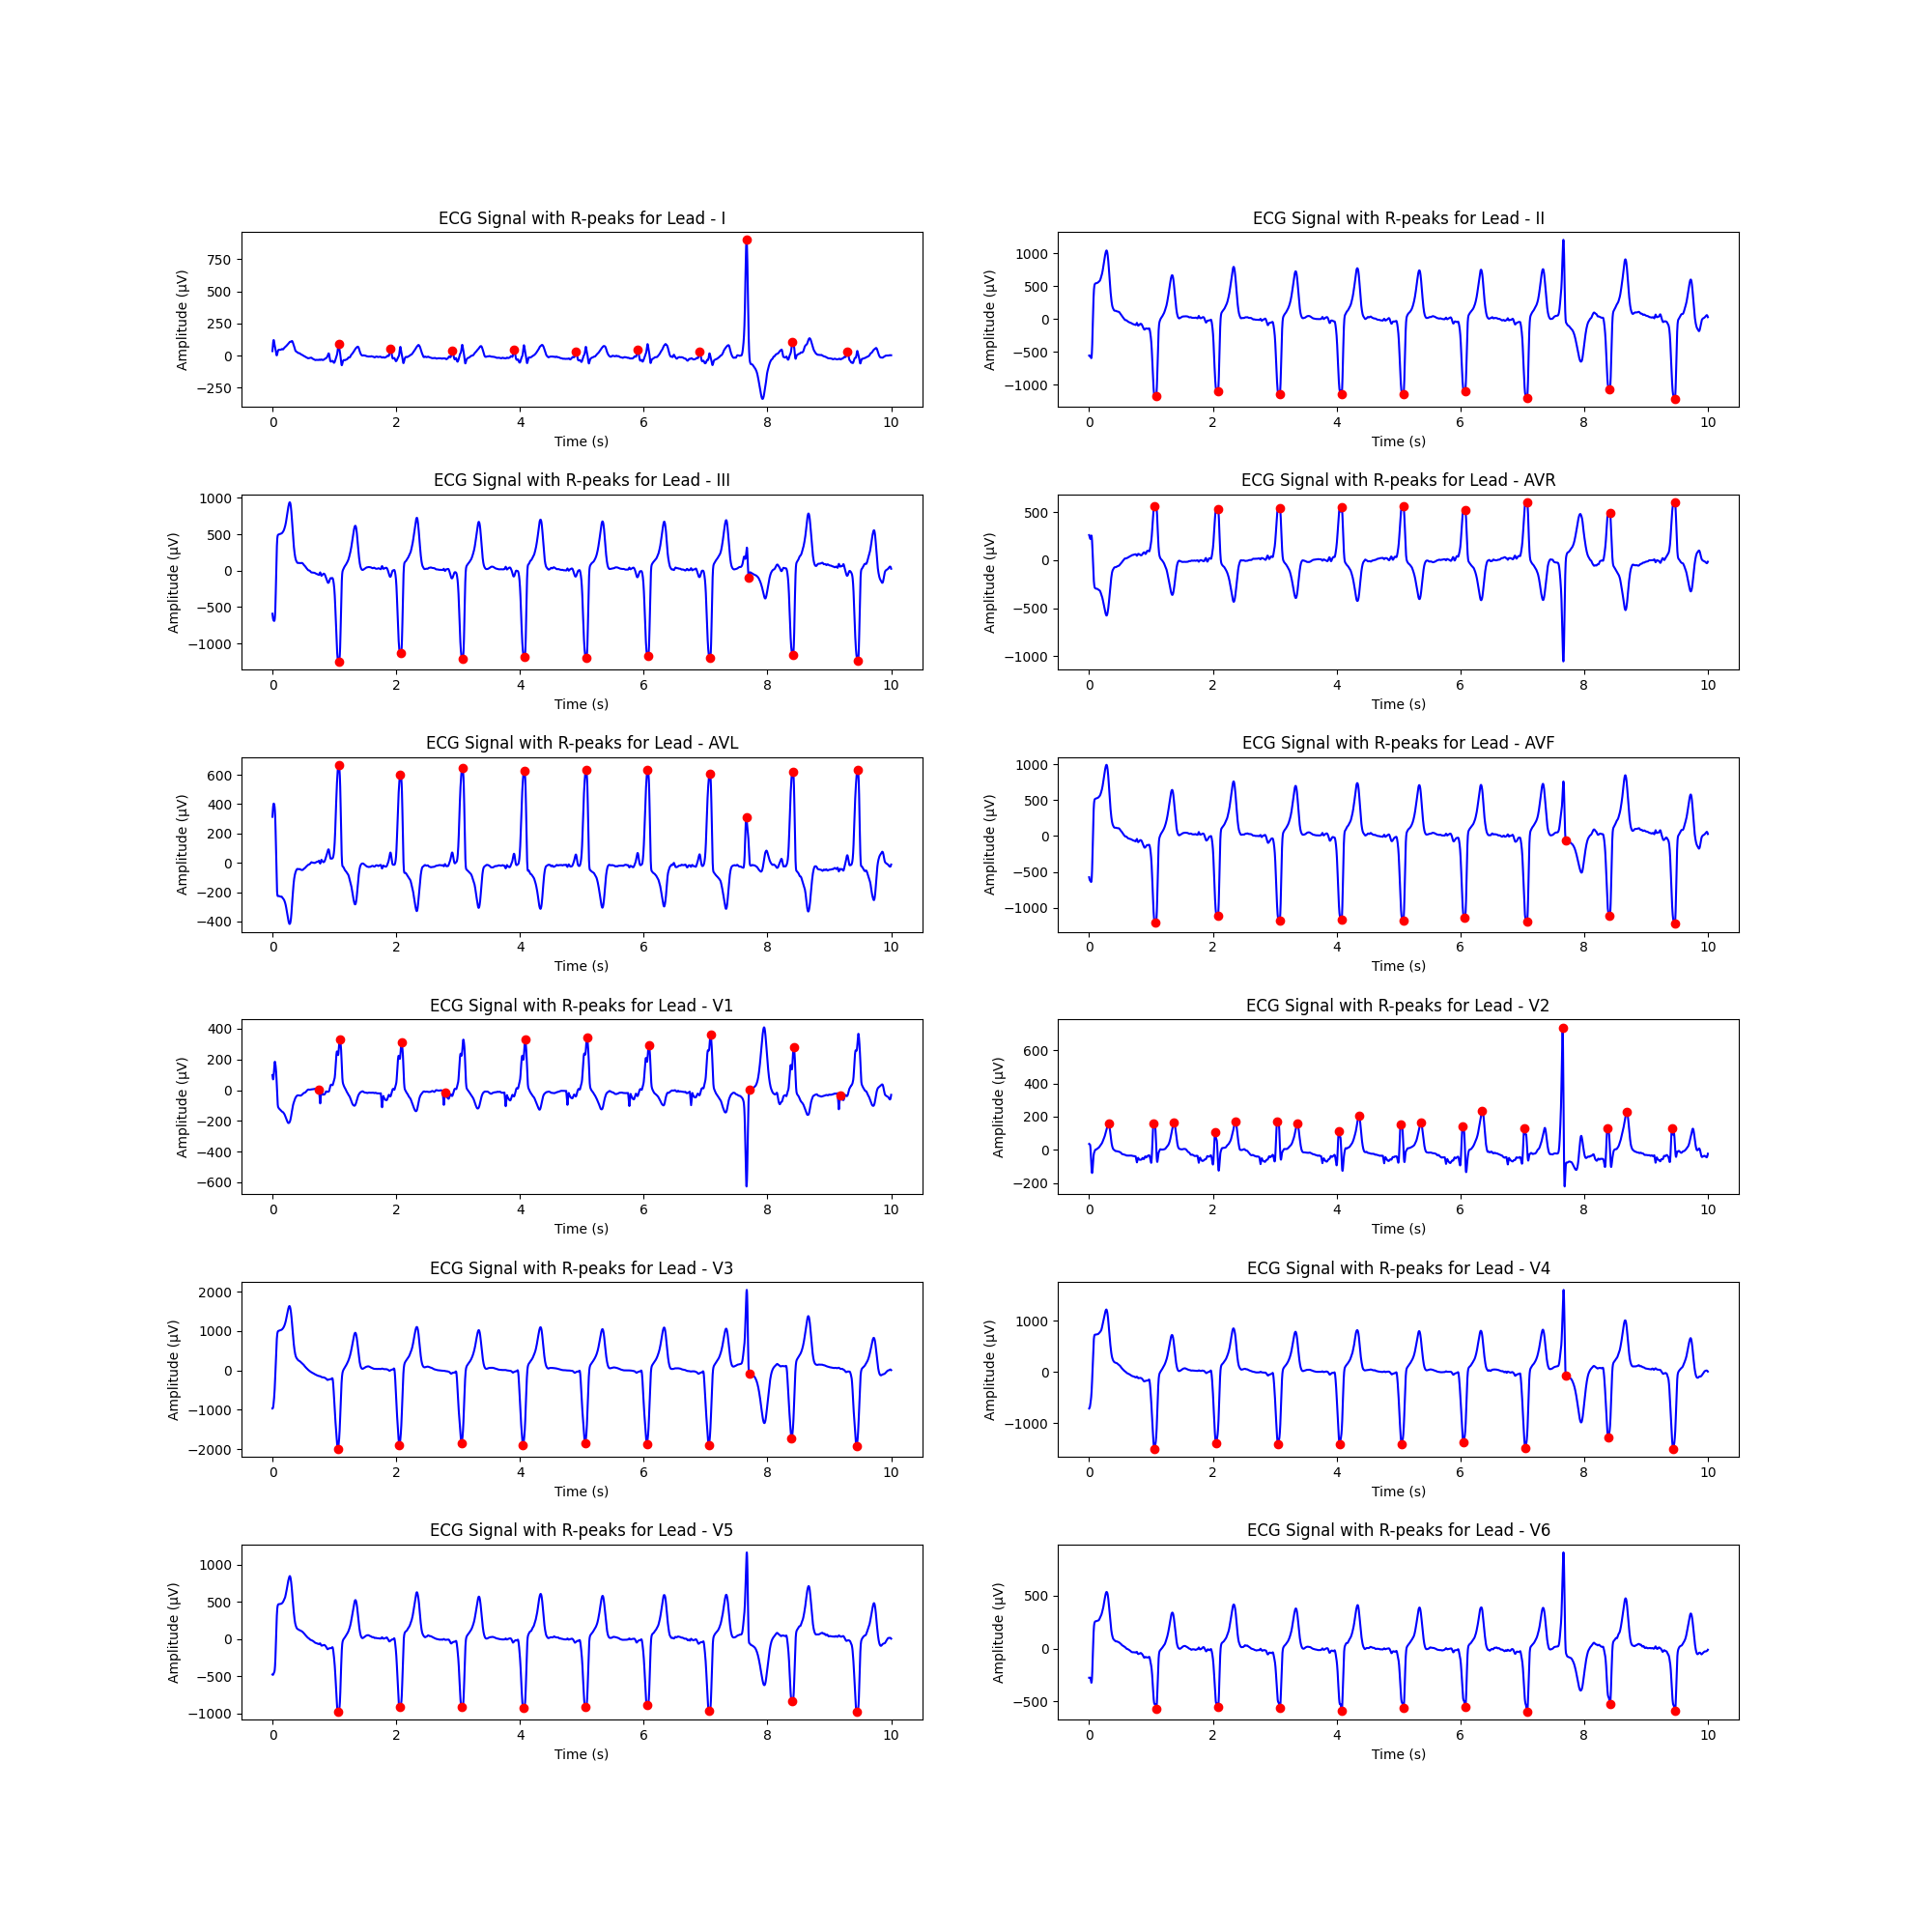 ECG Signal with R-peaks for Lead - I
Amplitude (µV)
750
500
250
0
−250
0 2 4 6 8 10
Time (s)
ECG Signal with R-peaks for Lead - II
Amplitude (µV)
1000
500
0
−500
−1000
0 2 4 6 8 10
Time (s)
ECG Signal with R-peaks for Lead - III
Amplitude (µV)
1000
500
0
−500
−1000
0 2 4 6 8 10
Time (s)
ECG Signal with R-peaks for Lead - AVR
Amplitude (µV)
500
0
−500
−1000
0 2 4 6 8 10
Time (s)
ECG Signal with R-peaks for Lead - AVL
Amplitude (µV)
600
400
200
0
−200
−400
0 2 4 6 8 10
Time (s)
ECG Signal with R-peaks for Lead - AVF
Amplitude (µV)
1000
500
0
−500
−1000
0 2 4 6 8 10
Time (s)
ECG Signal with R-peaks for Lead - V1
Amplitude (µV)
400
200
0
−200
−400
−600
0 2 4 6 8 10
Time (s)
ECG Signal with R-peaks for Lead - V2
Amplitude (µV)
600
400
200
0
−200
0 2 4 6 8 10
Time (s)
ECG Signal with R-peaks for Lead - V3
Amplitude (µV)
2000
1000
0
−1000
−2000
0 2 4 6 8 10
Time (s)
ECG Signal with R-peaks for Lead - V4
Amplitude (µV)
1000
0
−1000
0 2 4 6 8 10
Time (s)
ECG Signal with R-peaks for Lead - V5
Amplitude (µV)
1000
500
0
−500
−1000
0 2 4 6 8 10
Time (s)
ECG Signal with R-peaks for Lead - V6
Amplitude (µV)
500
0
−500
0 2 4 6 8 10
Time (s)